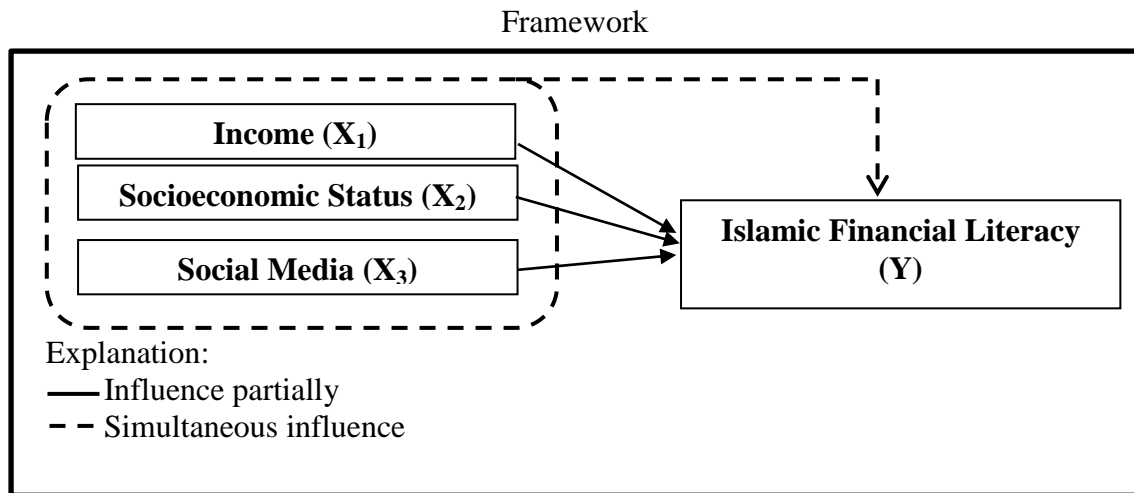 Framework
Income (X₁)
Socioeconomic Status (X₂)
Social Media (X₃)
Islamic Financial Literacy
(Y)
Explanation:
Influence partially
Simultaneous influence